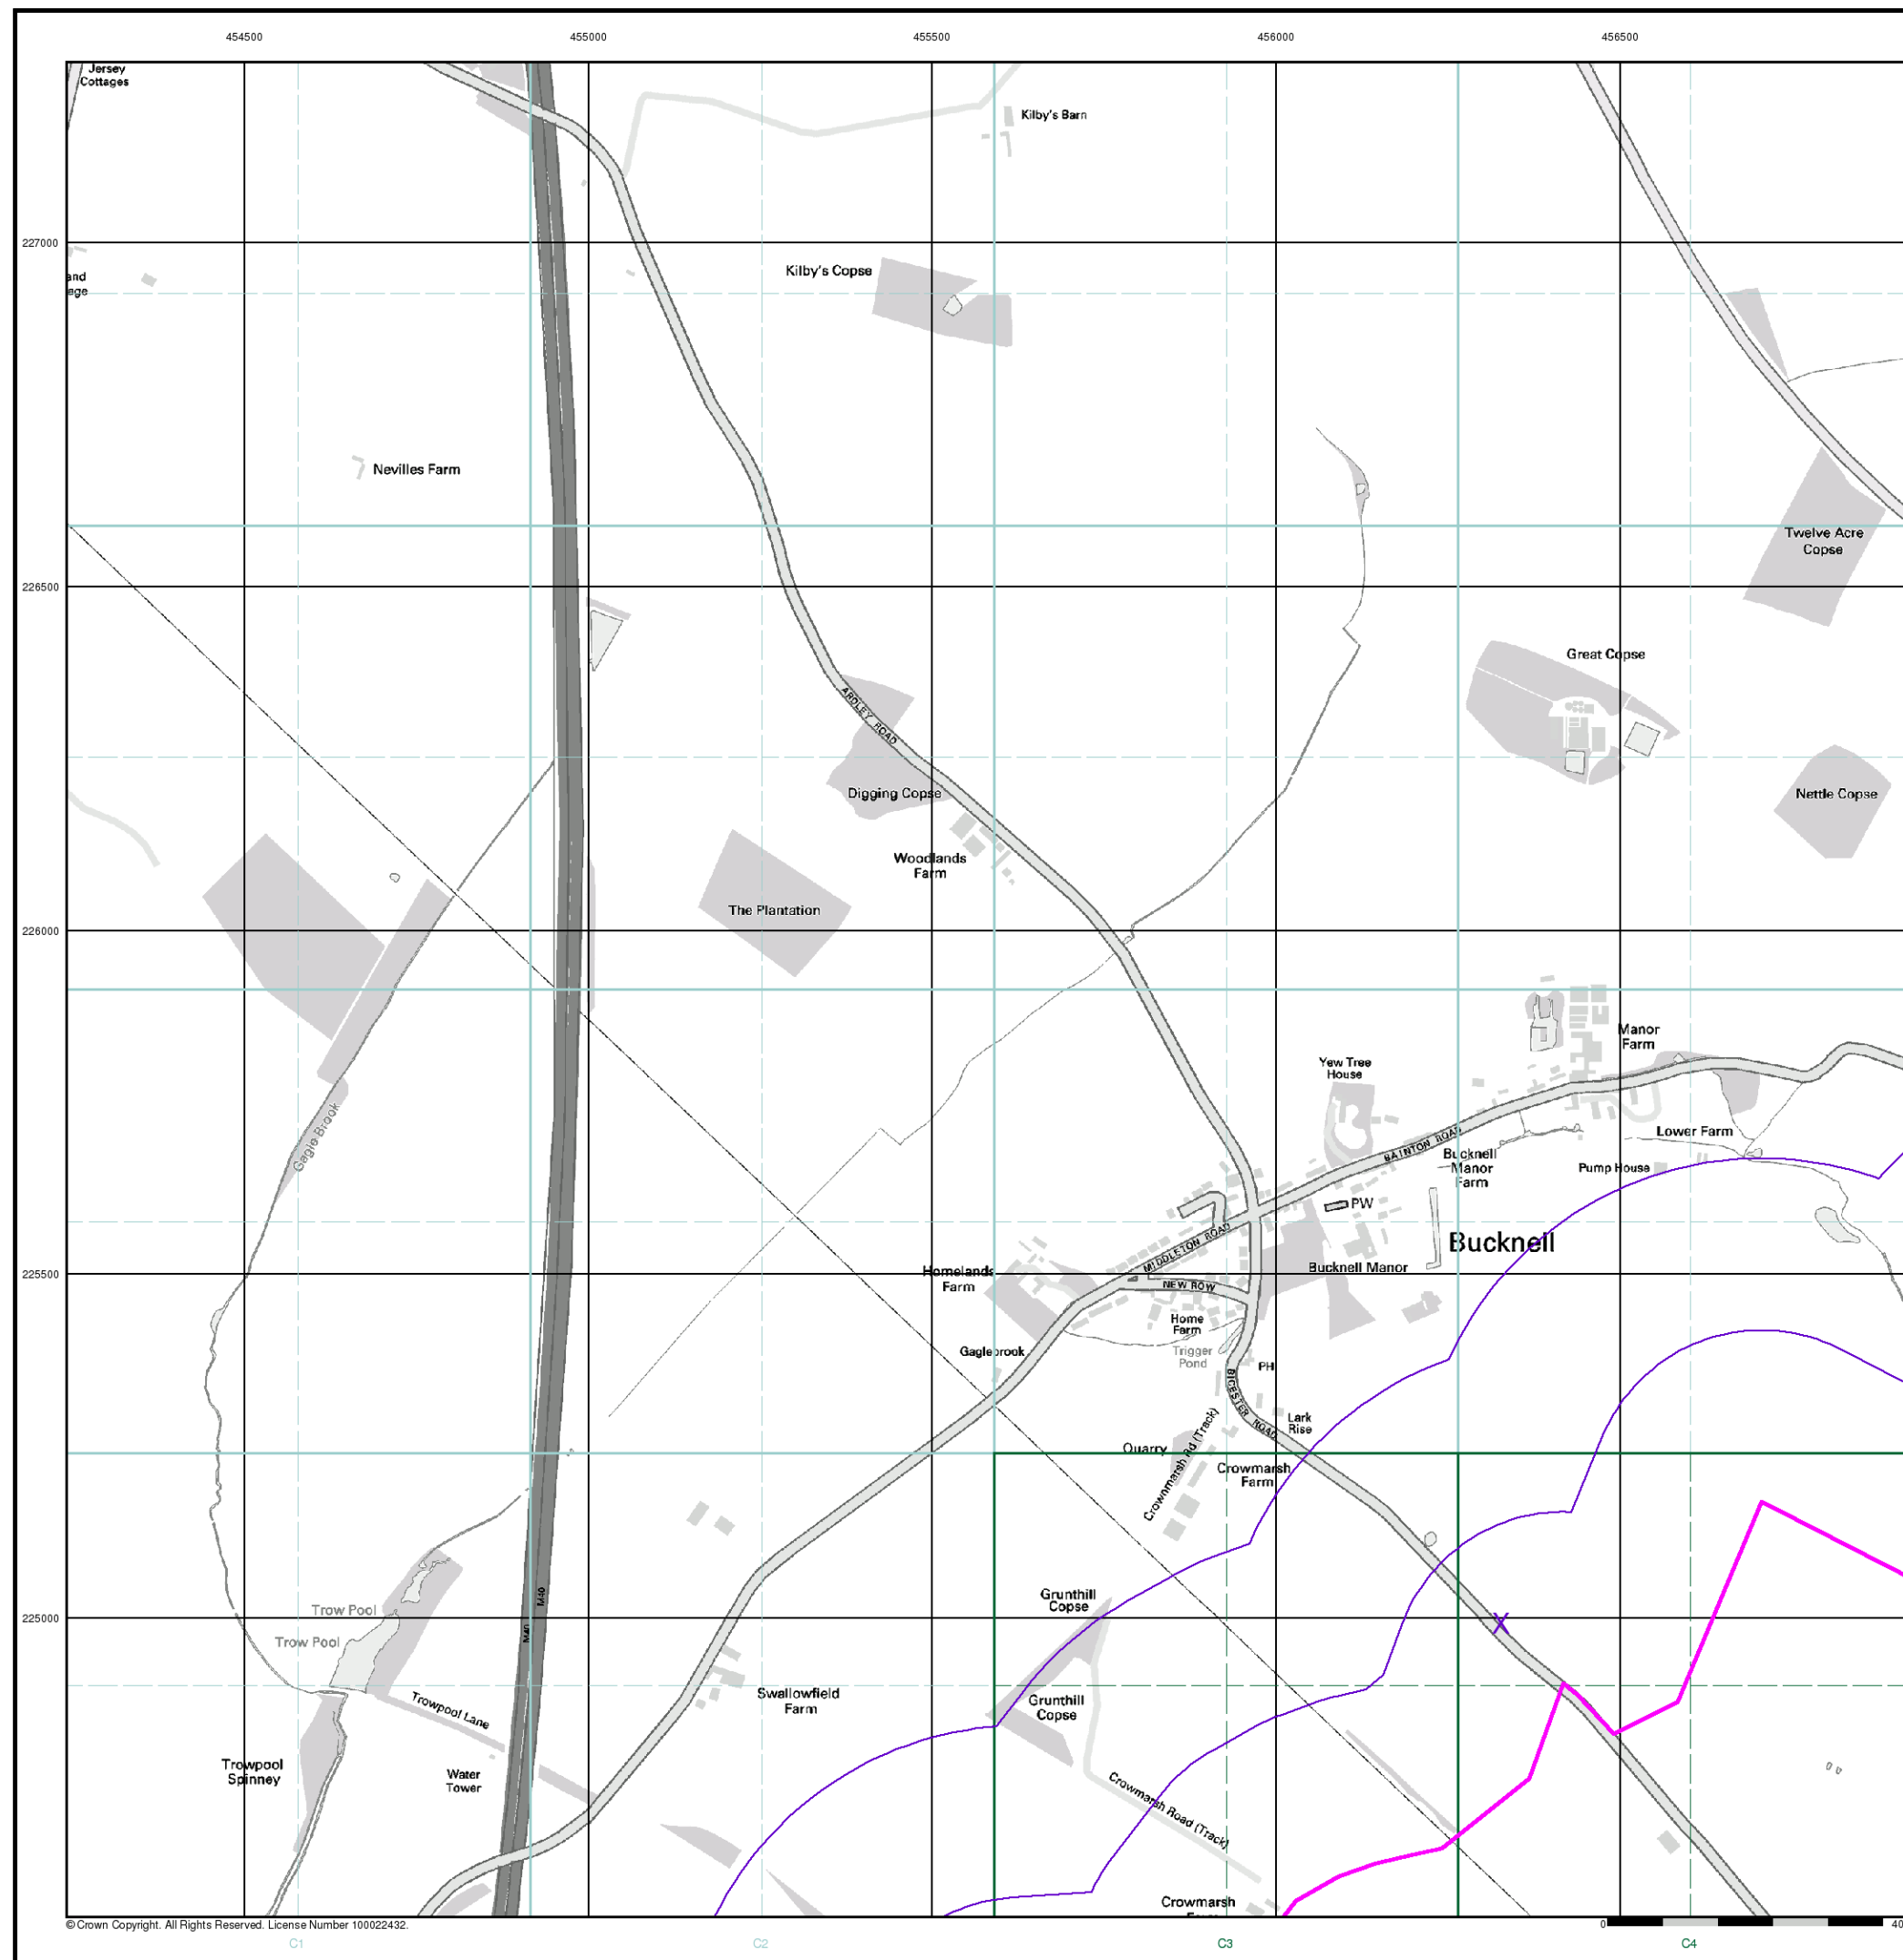 454500 455000 455500 456000 456500
Jersey
Cottages
Kilby's Barn
227000
and
age
Kilby's Copse
Nevilles Farm
Twelve Acre
Copse
226500
Great Copse
ARDLEY ROAD
Digging Copse
Nettle Copse
Woodlands
Farm
The Plantation
226000
Manor
Farm
Yew Tree
House
Gagle Brook
BAINTON ROAD
Lower Farm
Bucknell
Manor
Farm
Pump House
PW
MIDDLETON ROAD
Bucknell
Bucknell Manor
Homelands
Farm
225500
NEW ROW
Home
Farm
Gaglebrook
Trigger
Pond
PH
BICESTER ROAD
Lark
Rise
Quarry
Crowmarsh Rd (Track)
Crowmarsh
Farm
M40
Grunthill
Copse
Trow Pool
225000
M40
Trow Pool
X
Swallowfield
Farm
Grunthill
Copse
Trowpool Lane
Trowpool
Spinney
Water
Tower
Crowmarsh Road (Track)
Crowmarsh
© Crown Copyright. All Rights Reserved. License Number 100022432.
0 40
C1 C2 C3 C4